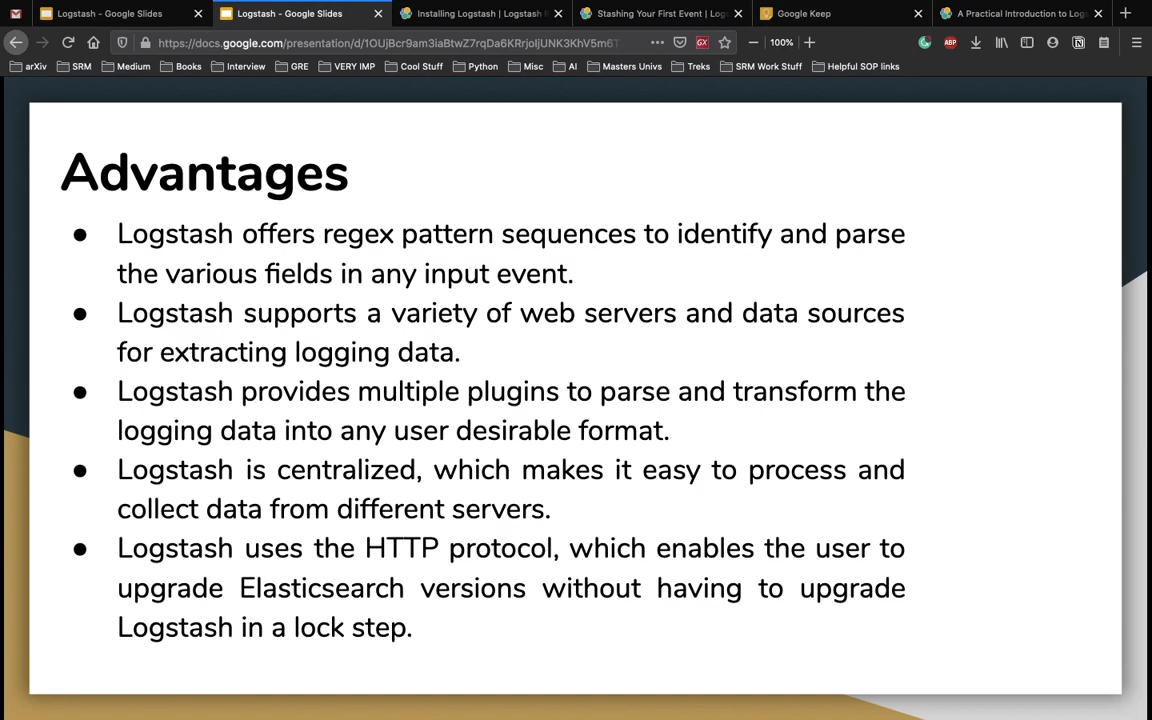 Logstash - Google Slides
Logstash - Google Slides
Installing Logstash | Logstash
Stashing Your First Event | Log
Google Keep
A Practical Introduction to Logs
https://docs.google.com/presentation/d/1OUjBcr9am3iaBtwZ7rqDa6KRrjoIjUNK3KhV5m6T
GX
100%
ABP
arXiv
SRM
Medium
Books
Interview
GRE
VERY IMP
Cool Stuff
Python
Misc
AI
Masters Univs
Treks
SRM Work Stuff
Helpful SOP links
Advantages
● Logstash offers regex pattern sequences to identify and parse
the various fields in any input event.
● Logstash supports a variety of web servers and data sources
for extracting logging data.
● Logstash provides multiple plugins to parse and transform the
logging data into any user desirable format.
● Logstash is centralized, which makes it easy to process and
collect data from different servers.
● Logstash uses the HTTP protocol, which enables the user to
upgrade Elasticsearch versions without having to upgrade
Logstash in a lock step.